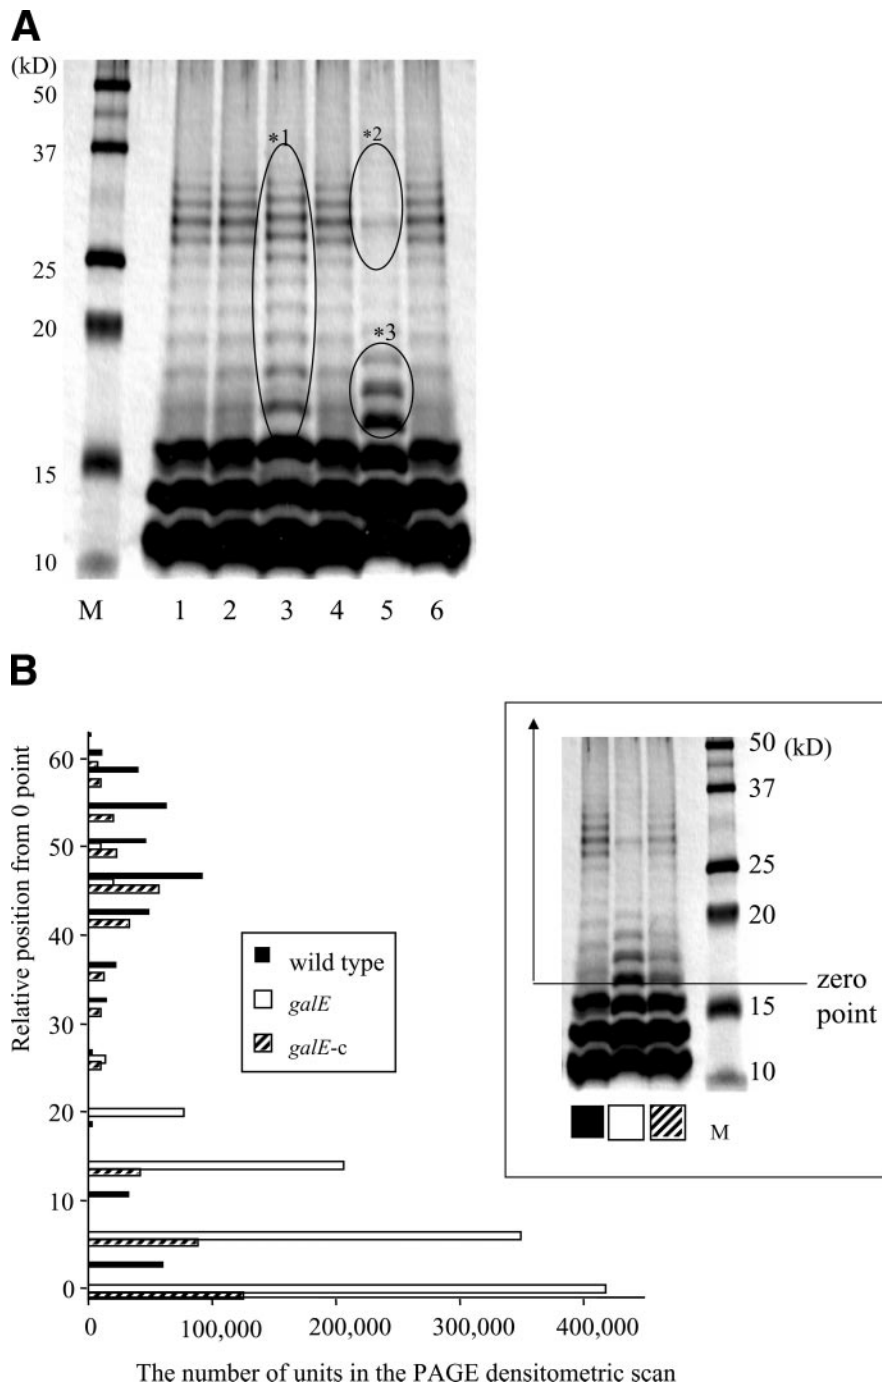 A
(kD)
50
37
25
20
15
10
*1
*2
*3
M 1 2 3 4 5 6
B
Relative position from 0 point
60
50
40
30
20
10
0
0 100,000 200,000 300,000 400,000
The number of units in the PAGE densitometric scan
wild type
galE
galE-c
50 (kD)
37
25
20
zero
point
15
10
M